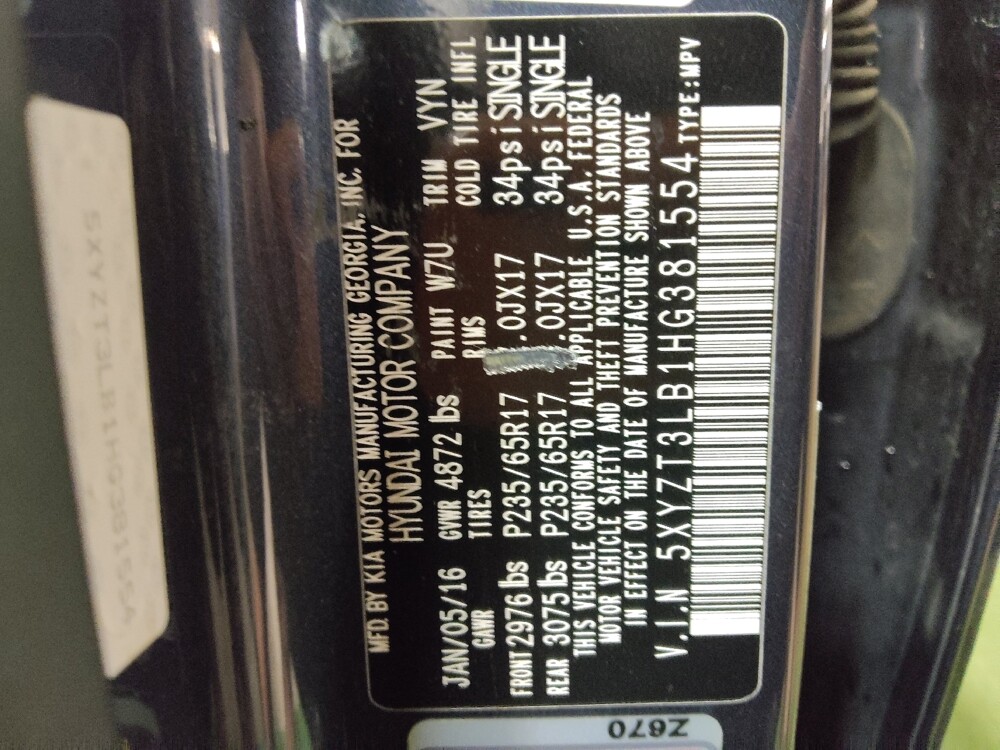 MFD. BY KIA MOTORS MANUFACTURING GEORGIA, INC. FOR
HYUNDAI MOTOR COMPANY
JAN/05/16 GVWR 4872 lbs PAINT W7U TRIM VYN
GAWR TIRES RIMS COLD TIRE INFL
FRONT 2976 lbs P235/65R17 .0JX17 34psi SINGLE
REAR 3075 lbs P235/65R17 .0JX17 34psi SINGLE
THIS VEHICLE CONFORMS TO ALL APPLICABLE U.S.A. FEDERAL
MOTOR VEHICLE SAFETY AND THEFT PREVENTION STANDARDS
IN EFFECT ON THE DATE OF MANUFACTURE SHOWN ABOVE
V.I.N 5XYZT3LB1HG381554 TYPE:MPV
5XYZT3LB1HG381554
Z670